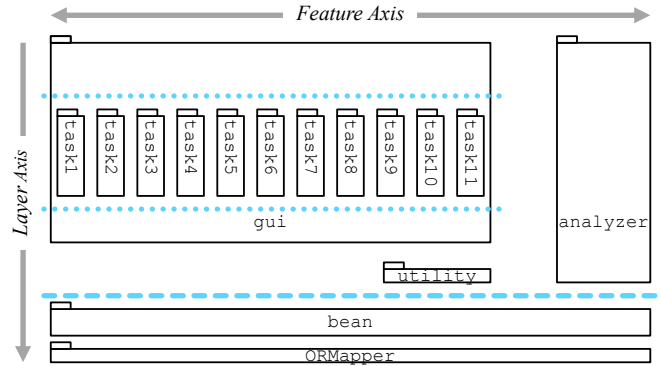 Feature Axis
Layer Axis
task1
task2
task3
task4
task5
task6
task7
task8
task9
task10
task11
gui
analyzer
utility
bean
ORMapper